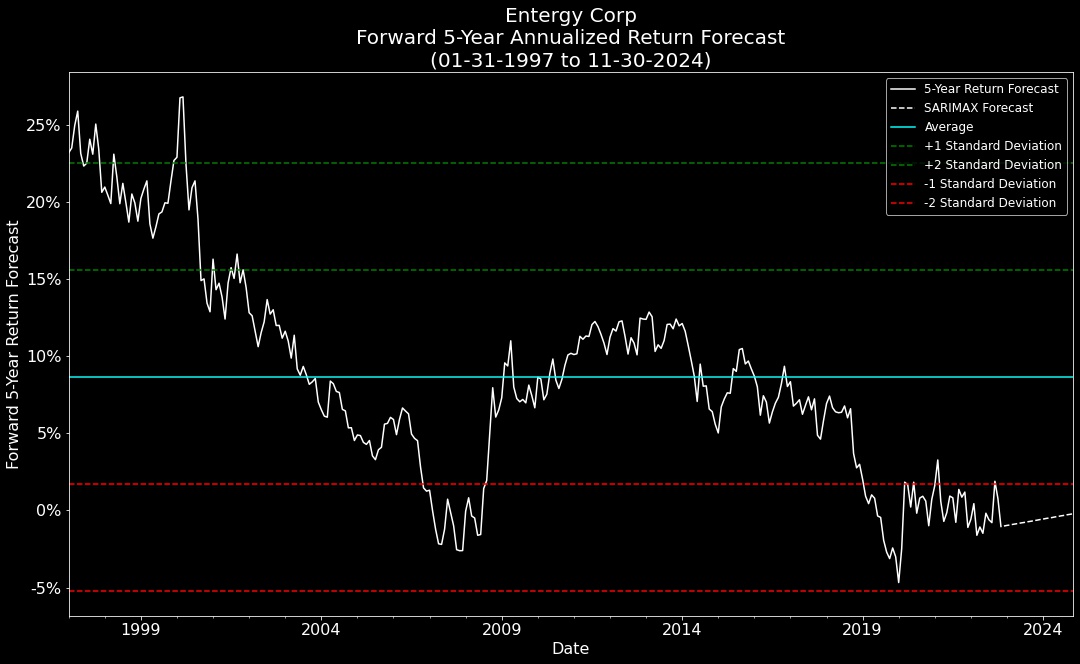 Entergy Corp
Forward 5-Year Annualized Return Forecast
(01-31-1997 to 11-30-2024)
5-Year Return Forecast
SARIMAX Forecast
Average
+1 Standard Deviation
+2 Standard Deviation
-1 Standard Deviation
-2 Standard Deviation
Forward 5-Year Return Forecast
25%
20%
15%
10%
5%
0%
-5%
1999 2004 2009 2014 2019 2024
Date